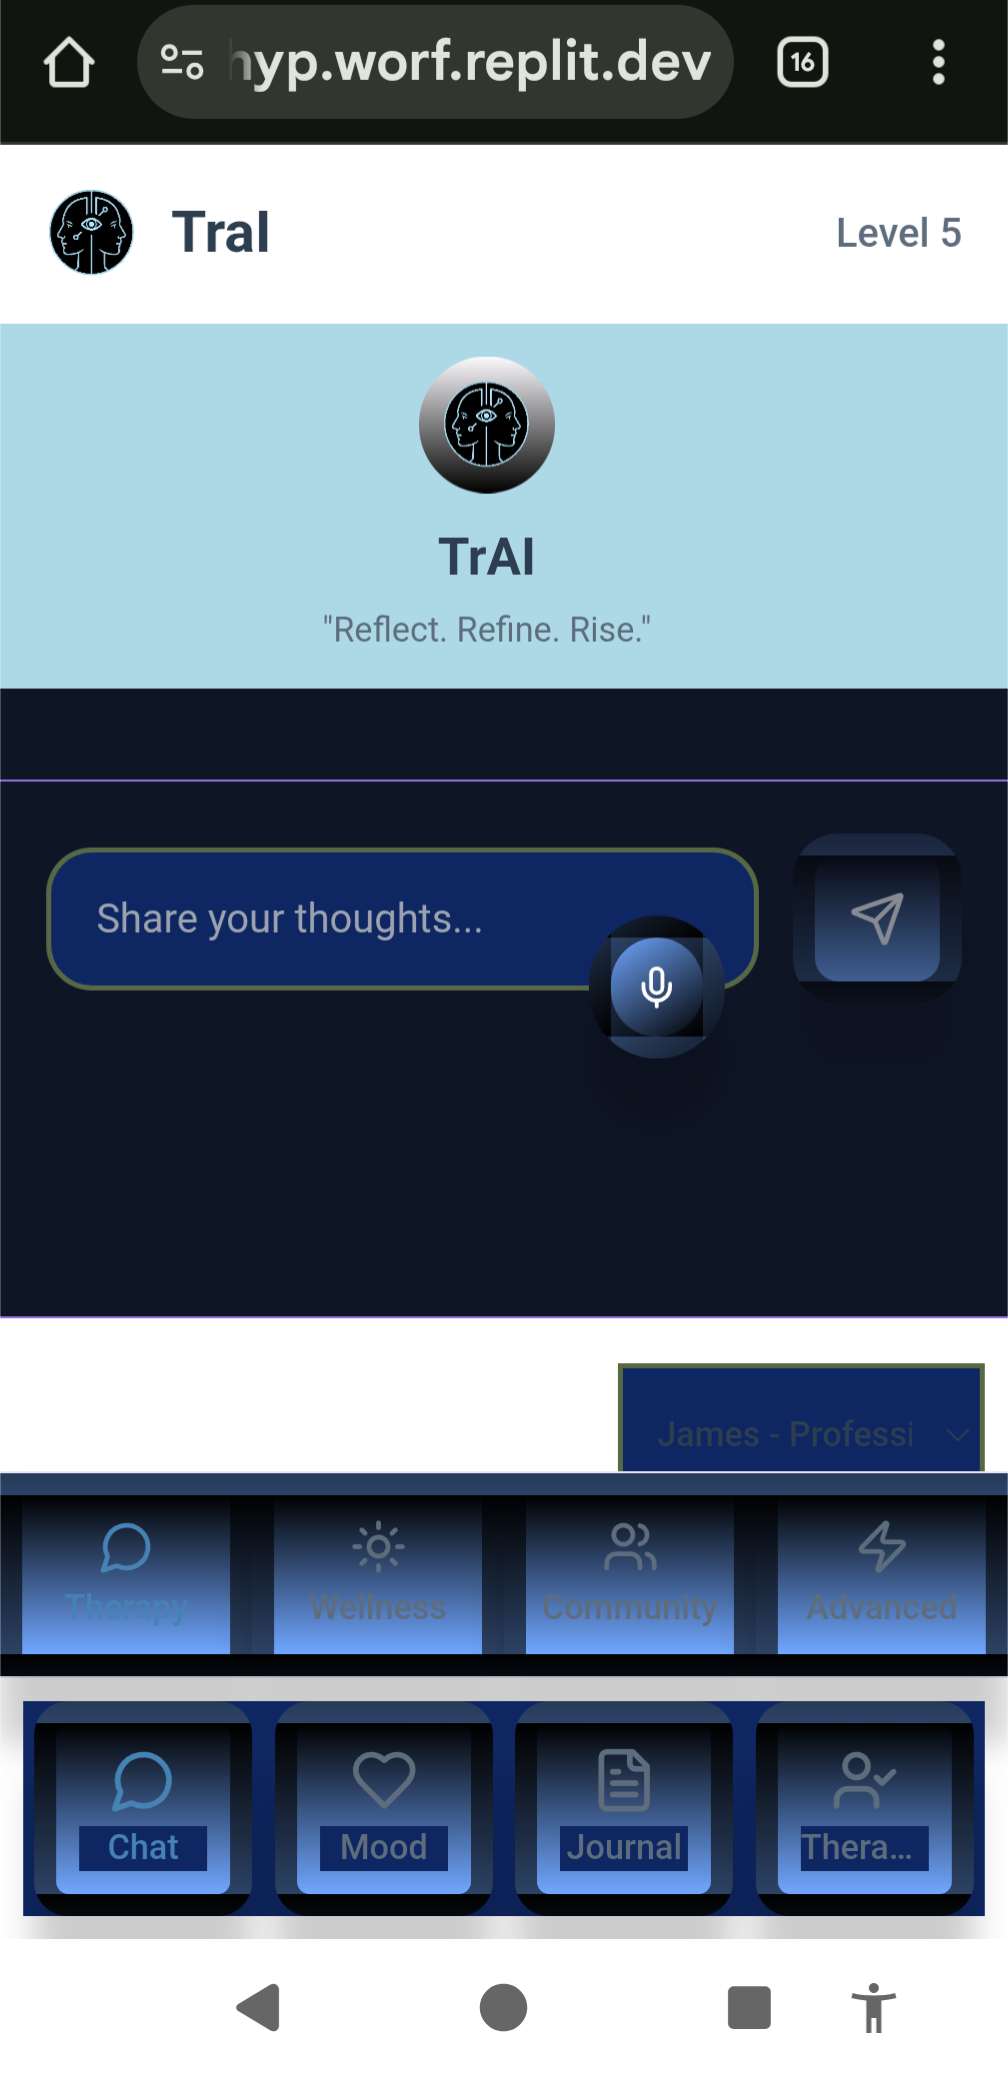 hyp.worf.replit.dev
16
TraI
Level 5
TrAI
"Reflect. Refine. Rise."
Share your thoughts...
James - Professi
Therapy
Wellness
Community
Advanced
Chat
Mood
Journal
Thera...